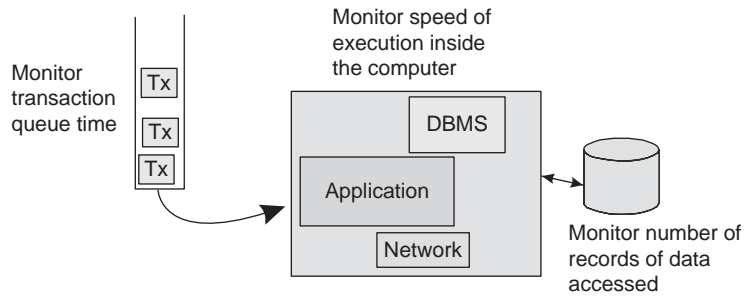 Monitor speed of
execution inside
the computer
Monitor
transaction
queue time
Tx
Tx
Tx
DBMS
Application
Network
Monitor number of
records of data
accessed